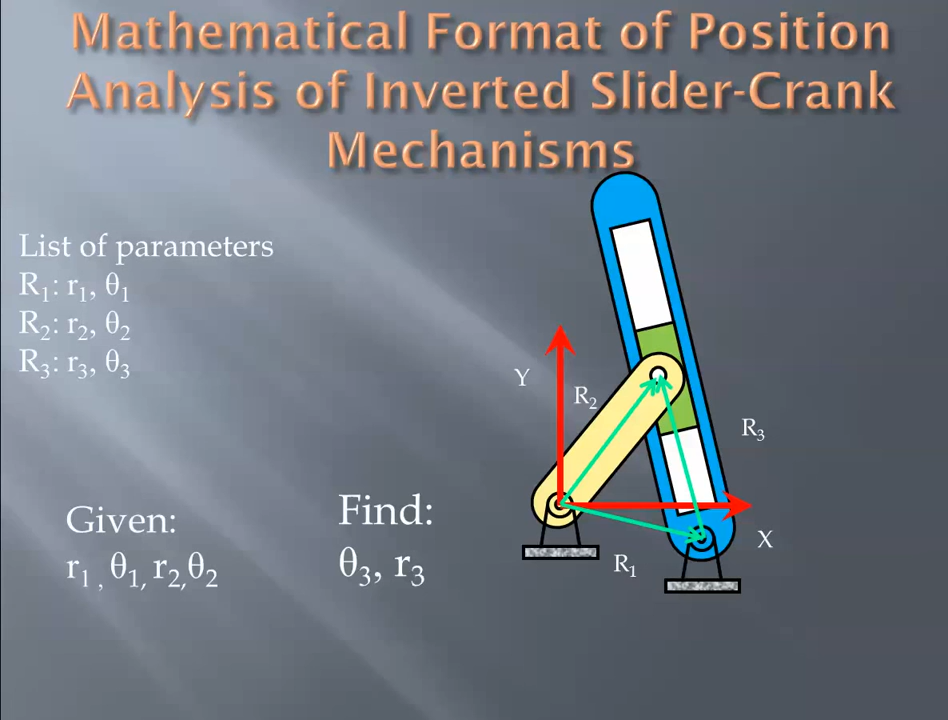 Mathematical Format of Position
Analysis of Inverted Slider-Crank
Mechanisms
List of parameters
R₁: r₁, θ₁
R₂: r₂, θ₂
R₃: r₃, θ₃
Y
R₂
R₃
X
R₁
Given:
r₁ , θ₁, r₂,θ₂
Find:
θ₃, r₃